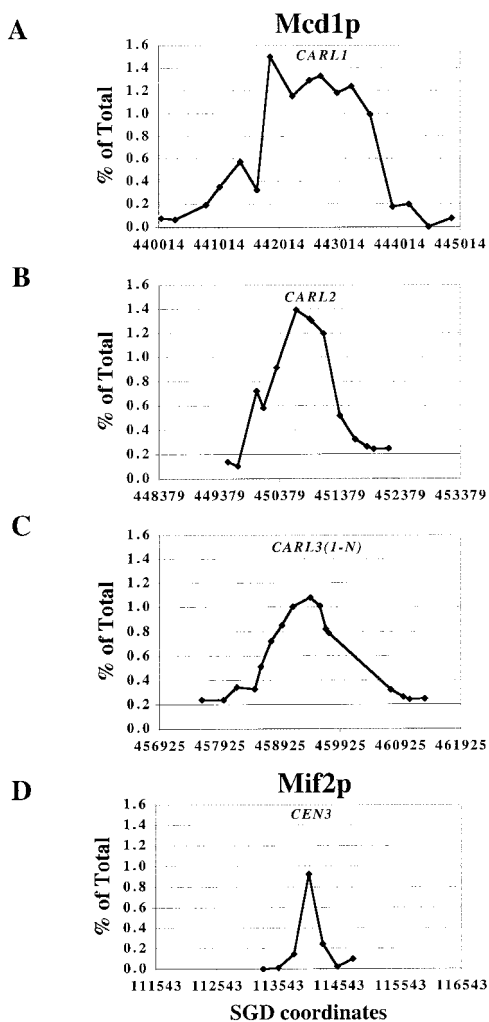 A
Mcd1p
CARL1
% of Total
1.6
1.4
1.2
1.0
0.8
0.6
0.4
0.2
0.0
440014 441014 442014 443014 444014 445014
B
CARL2
% of Total
1.6
1.4
1.2
1.0
0.8
0.6
0.4
0.2
0.0
448379 449379 450379 451379 452379 453379
C
CARL3(1-N)
% of Total
1.6
1.4
1.2
1.0
0.8
0.6
0.4
0.2
0.0
456925 457925 458925 459925 460925 461925
D
Mif2p
CEN3
% of Total
1.6
1.4
1.2
1.0
0.8
0.6
0.4
0.2
0.0
111543 112543 113543 114543 115543 116543
SGD coordinates